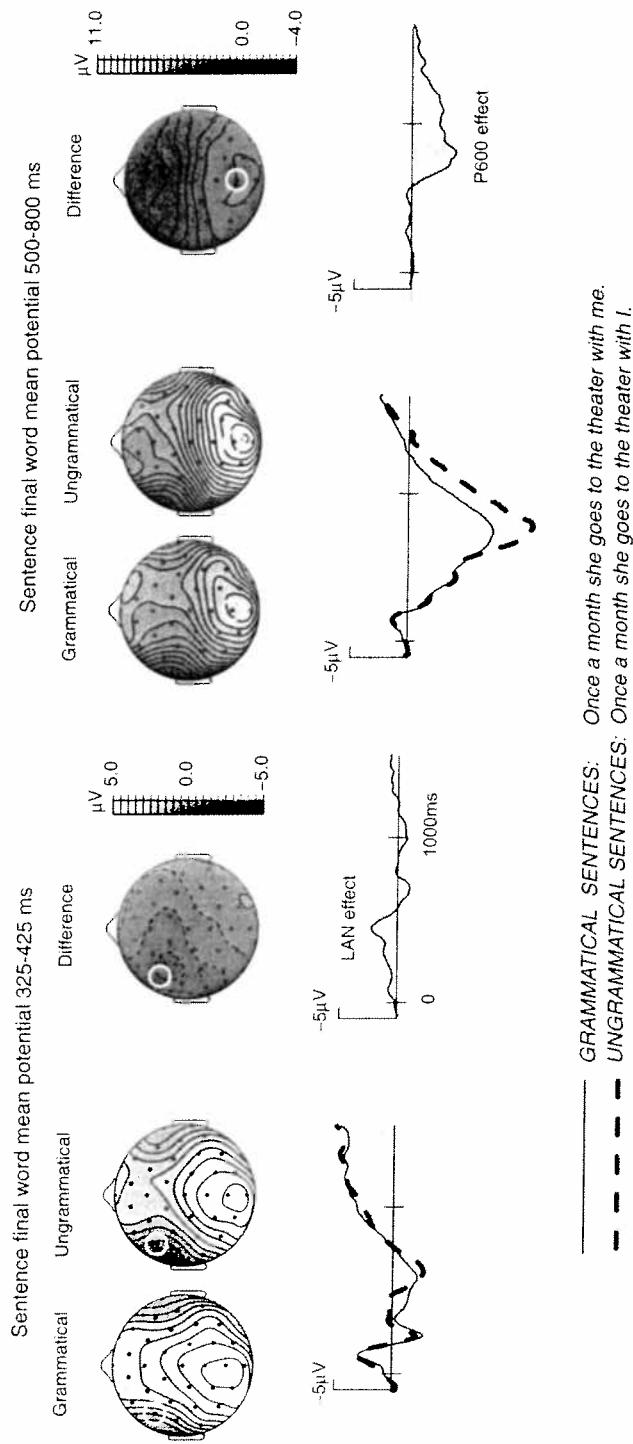 Sentence final word mean potential 325-425 ms
Grammatical
Ungrammatical
Difference
µV
5.0
0.0
-5.0
-5µV
-5µV
LAN effect
0
1000ms
Sentence final word mean potential 500-800 ms
Grammatical
Ungrammatical
Difference
µV
11.0
0.0
-4.0
-5µV
-5µV
P600 effect
GRAMMATICAL SENTENCES: Once a month she goes to the theater with me.
UNGRAMMATICAL SENTENCES: Once a month she goes to the theater with I.